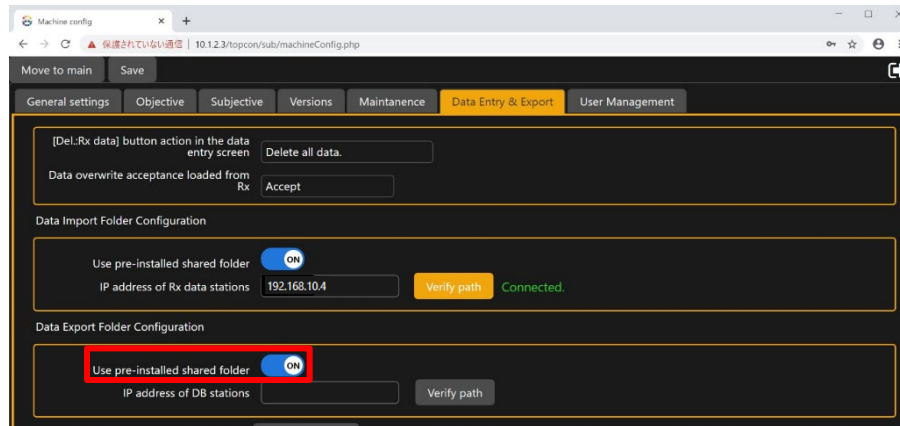 Machine config
保護されていない通信 | 10.1.2.3/topcon/sub/machineConfig.php
Move to main Save
General settings Objective Subjective Versions Maintanence Data Entry & Export User Management
[Del.:Rx data] button action in the data
entry screen Delete all data.
Data overwrite acceptance loaded from
Rx Accept
Data Import Folder Configuration
Use pre-installed shared folder ON
IP address of Rx data stations 192.168.10.4 Verify path Connected.
Data Export Folder Configuration
Use pre-installed shared folder ON
IP address of DB stations Verify path